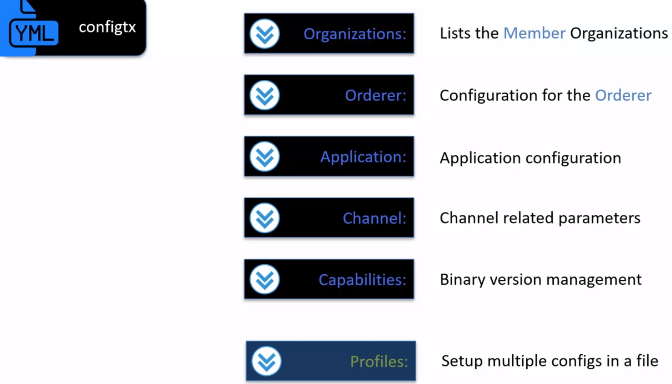 YML configtx
Organizations: Lists the Member Organizations
Orderer: Configuration for the Orderer
Application: Application configuration
Channel: Channel related parameters
Capabilities: Binary version management
Profiles: Setup multiple configs in a file